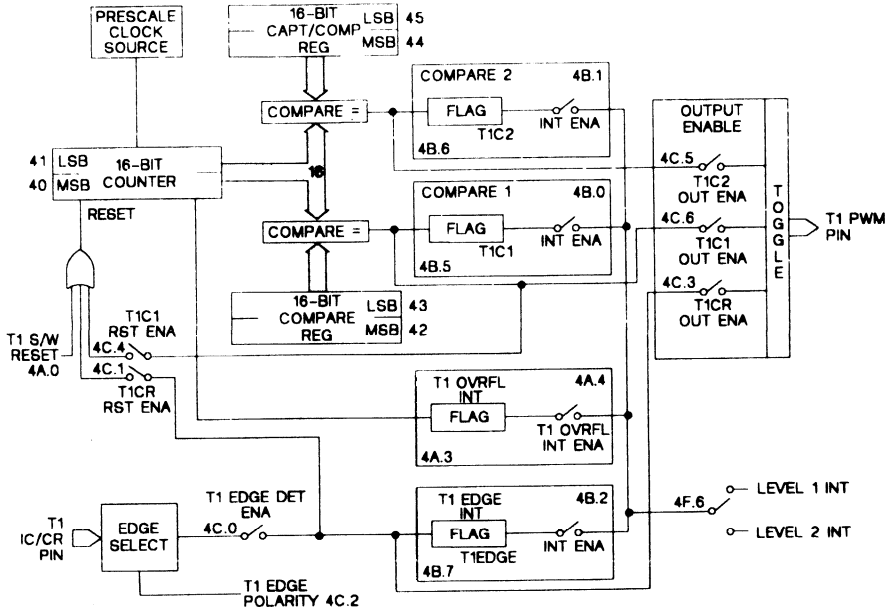 PRESCALE
CLOCK
SOURCE
16-BIT
CAPT/COMP
REG
LSB 45
MSB 44
COMPARE =
COMPARE 2
4B.1
FLAG
T1C2
INT ENA
4B.6
41 LSB
40 MSB
16-BIT
COUNTER
RESET
16
COMPARE 1
4B.0
COMPARE =
FLAG
T1C1
INT ENA
4B.5
OUTPUT
ENABLE
4C.5
T1C2
OUT ENA
4C.6
T1C1
OUT ENA
4C.3
T1CR
OUT ENA
TOGGLE
T1 PWM
PIN
16-BIT
COMPARE
REG
LSB 43
MSB 42
T1C1
RST ENA
T1 S/W
RESET
4A.0
4C.4
4C.1
T1CR
RST ENA
T1 OVRFL
INT
4A.4
FLAG
T1 OVRFL
INT ENA
4A.3
T1
IC/CR
PIN
EDGE
SELECT
T1 EDGE DET
ENA
4C.0
T1 EDGE
POLARITY 4C.2
T1 EDGE
INT
4B.2
FLAG
T1EDGE
INT ENA
4B.7
4F.6
LEVEL 1 INT
LEVEL 2 INT